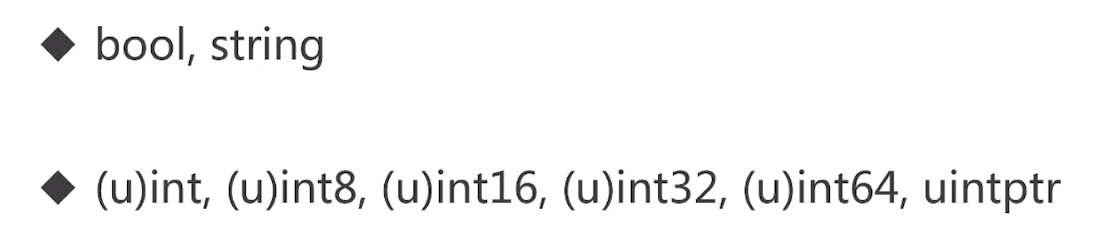 ◆ bool, string
◆ (u)int, (u)int8, (u)int16, (u)int32, (u)int64, uintptr